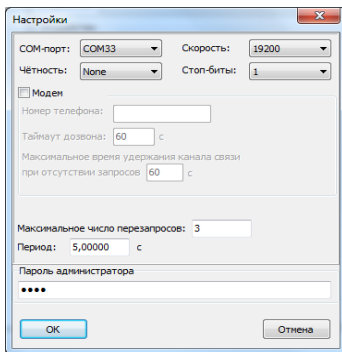 Настройки
COM-порт: COM33 Скорость: 19200
Чётность: None Стоп-биты: 1
Модем
Номер телефона:
Таймаут дозвона: 60 с
Максимальное время удержания канала связи
при отсутствии запросов 60 с
Максимальное число перезапросов: 3
Период: 5,00000 с
Пароль администратора
••••
OK Отмена